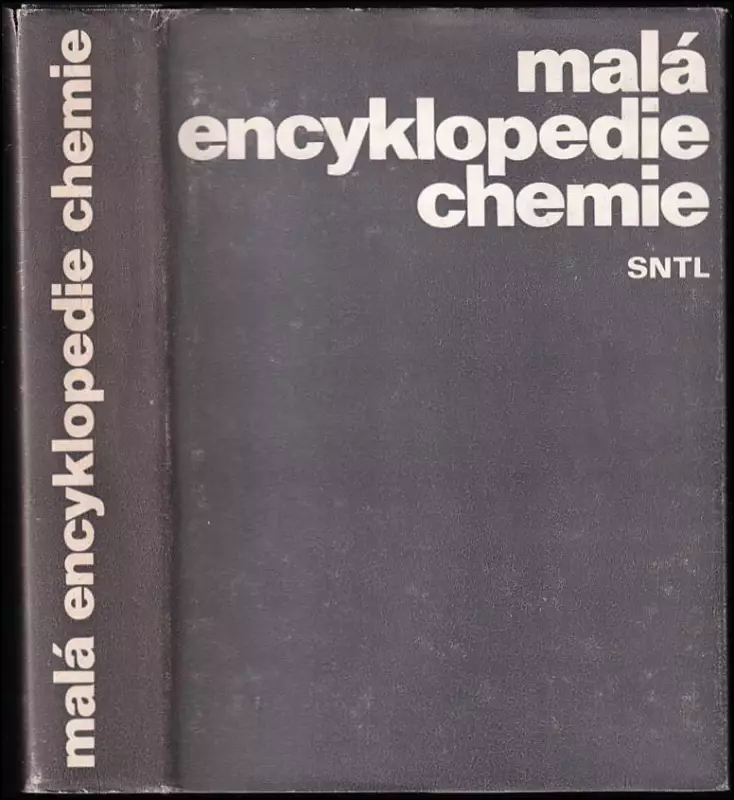 malá encyklopedie chemie
malá
encyklopedie
chemie
SNTL